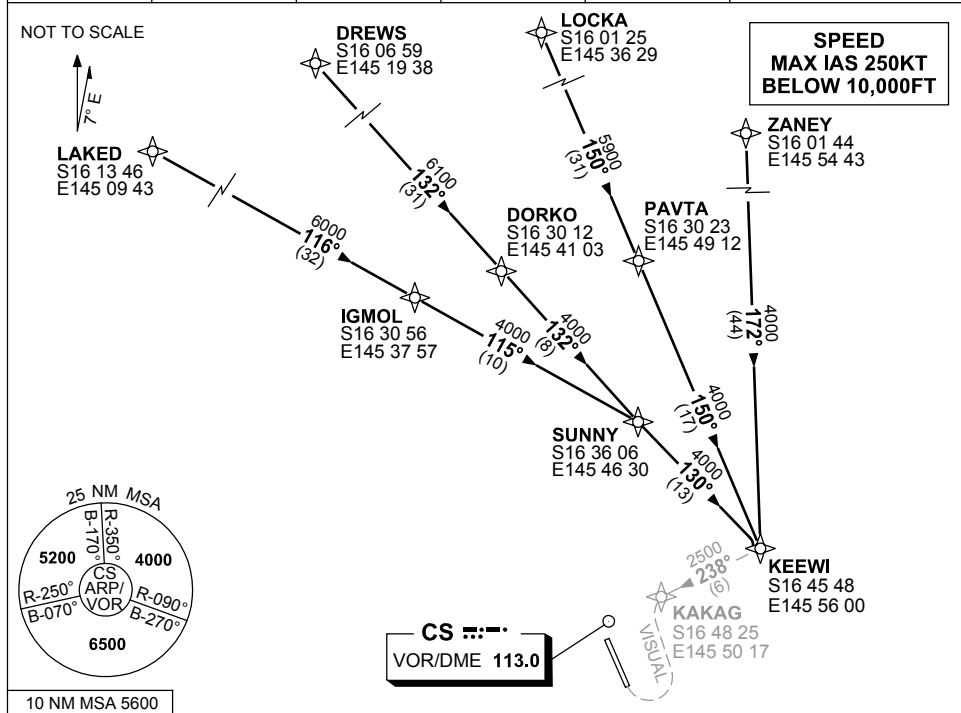 NOT TO SCALE
7° E
DREWS
S16 06 59
E145 19 38
LOCKA
S16 01 25
E145 36 29
SPEED
MAX IAS 250KT
BELOW 10,000FT
LAKED
S16 13 46
E145 09 43
ZANEY
S16 01 44
E145 54 43
6100
132°
(31)
5900
150°
(31)
6000
116°
(32)
DORKO
S16 30 12
E145 41 03
PAVTA
S16 30 23
E145 49 12
IGMOL
S16 30 56
E145 37 57
4000
115°
(10)
4000
132°
(8)
4000
172°
(44)
4000
150°
(17)
SUNNY
S16 36 06
E145 46 30
4000
130°
(13)
25 NM MSA
R-350°
B-170°
5200
4000
CS
ARP/
VOR
R-250°
B-070°
R-090°
B-270°
6500
10 NM MSA 5600
2500
238°
(6)
KEEWI
S16 45 48
E145 56 00
KAKAG
S16 48 25
E145 50 17
VISUAL
CS
VOR/DME 113.0